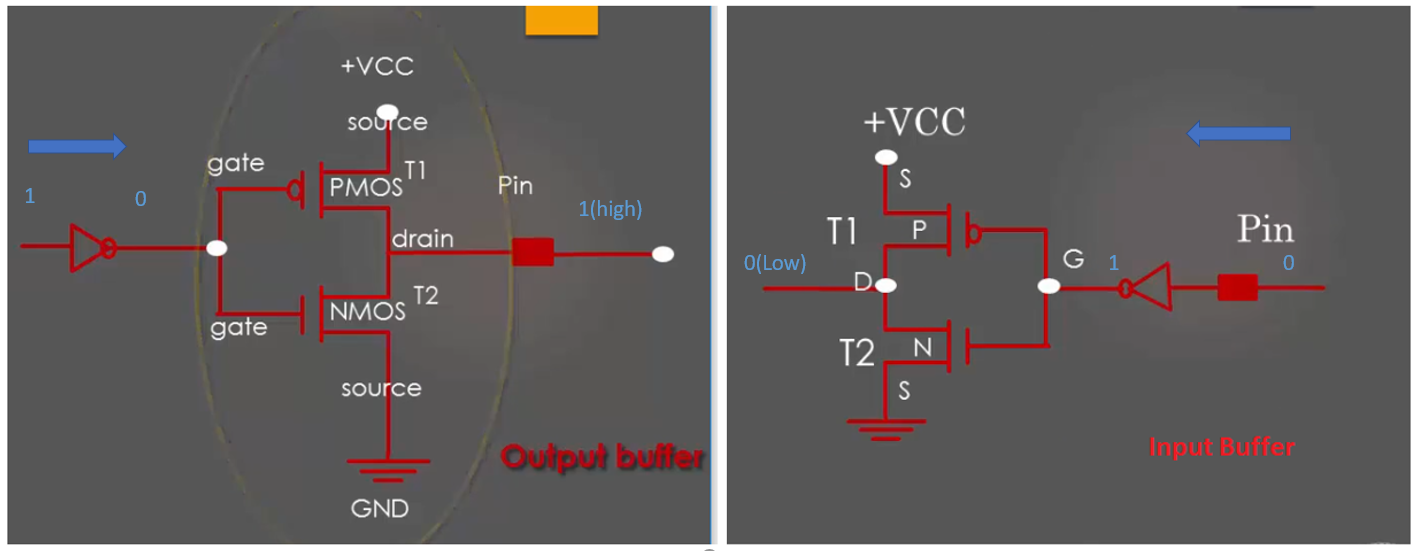 +VCC
source
gate
T1
PMOS
Pin
1
0
1(high)
drain
T2
NMOS
gate
source
Output buffer
GND
+VCC
S
T1
P
Pin
0(Low)
G
1
0
D
T2
N
S
Input Buffer